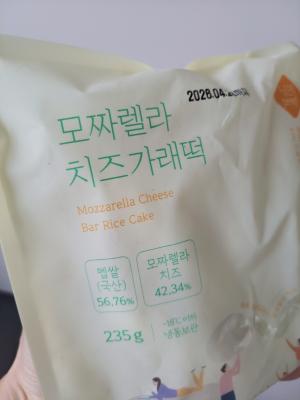 2026.04.
모짜렐라
치즈가래떡
Mozzarella Cheese
Bar Rice Cake
멥쌀
(국산)
56.76%
모짜렐라
치즈
42.34%
235g
-18℃이하
냉동보관